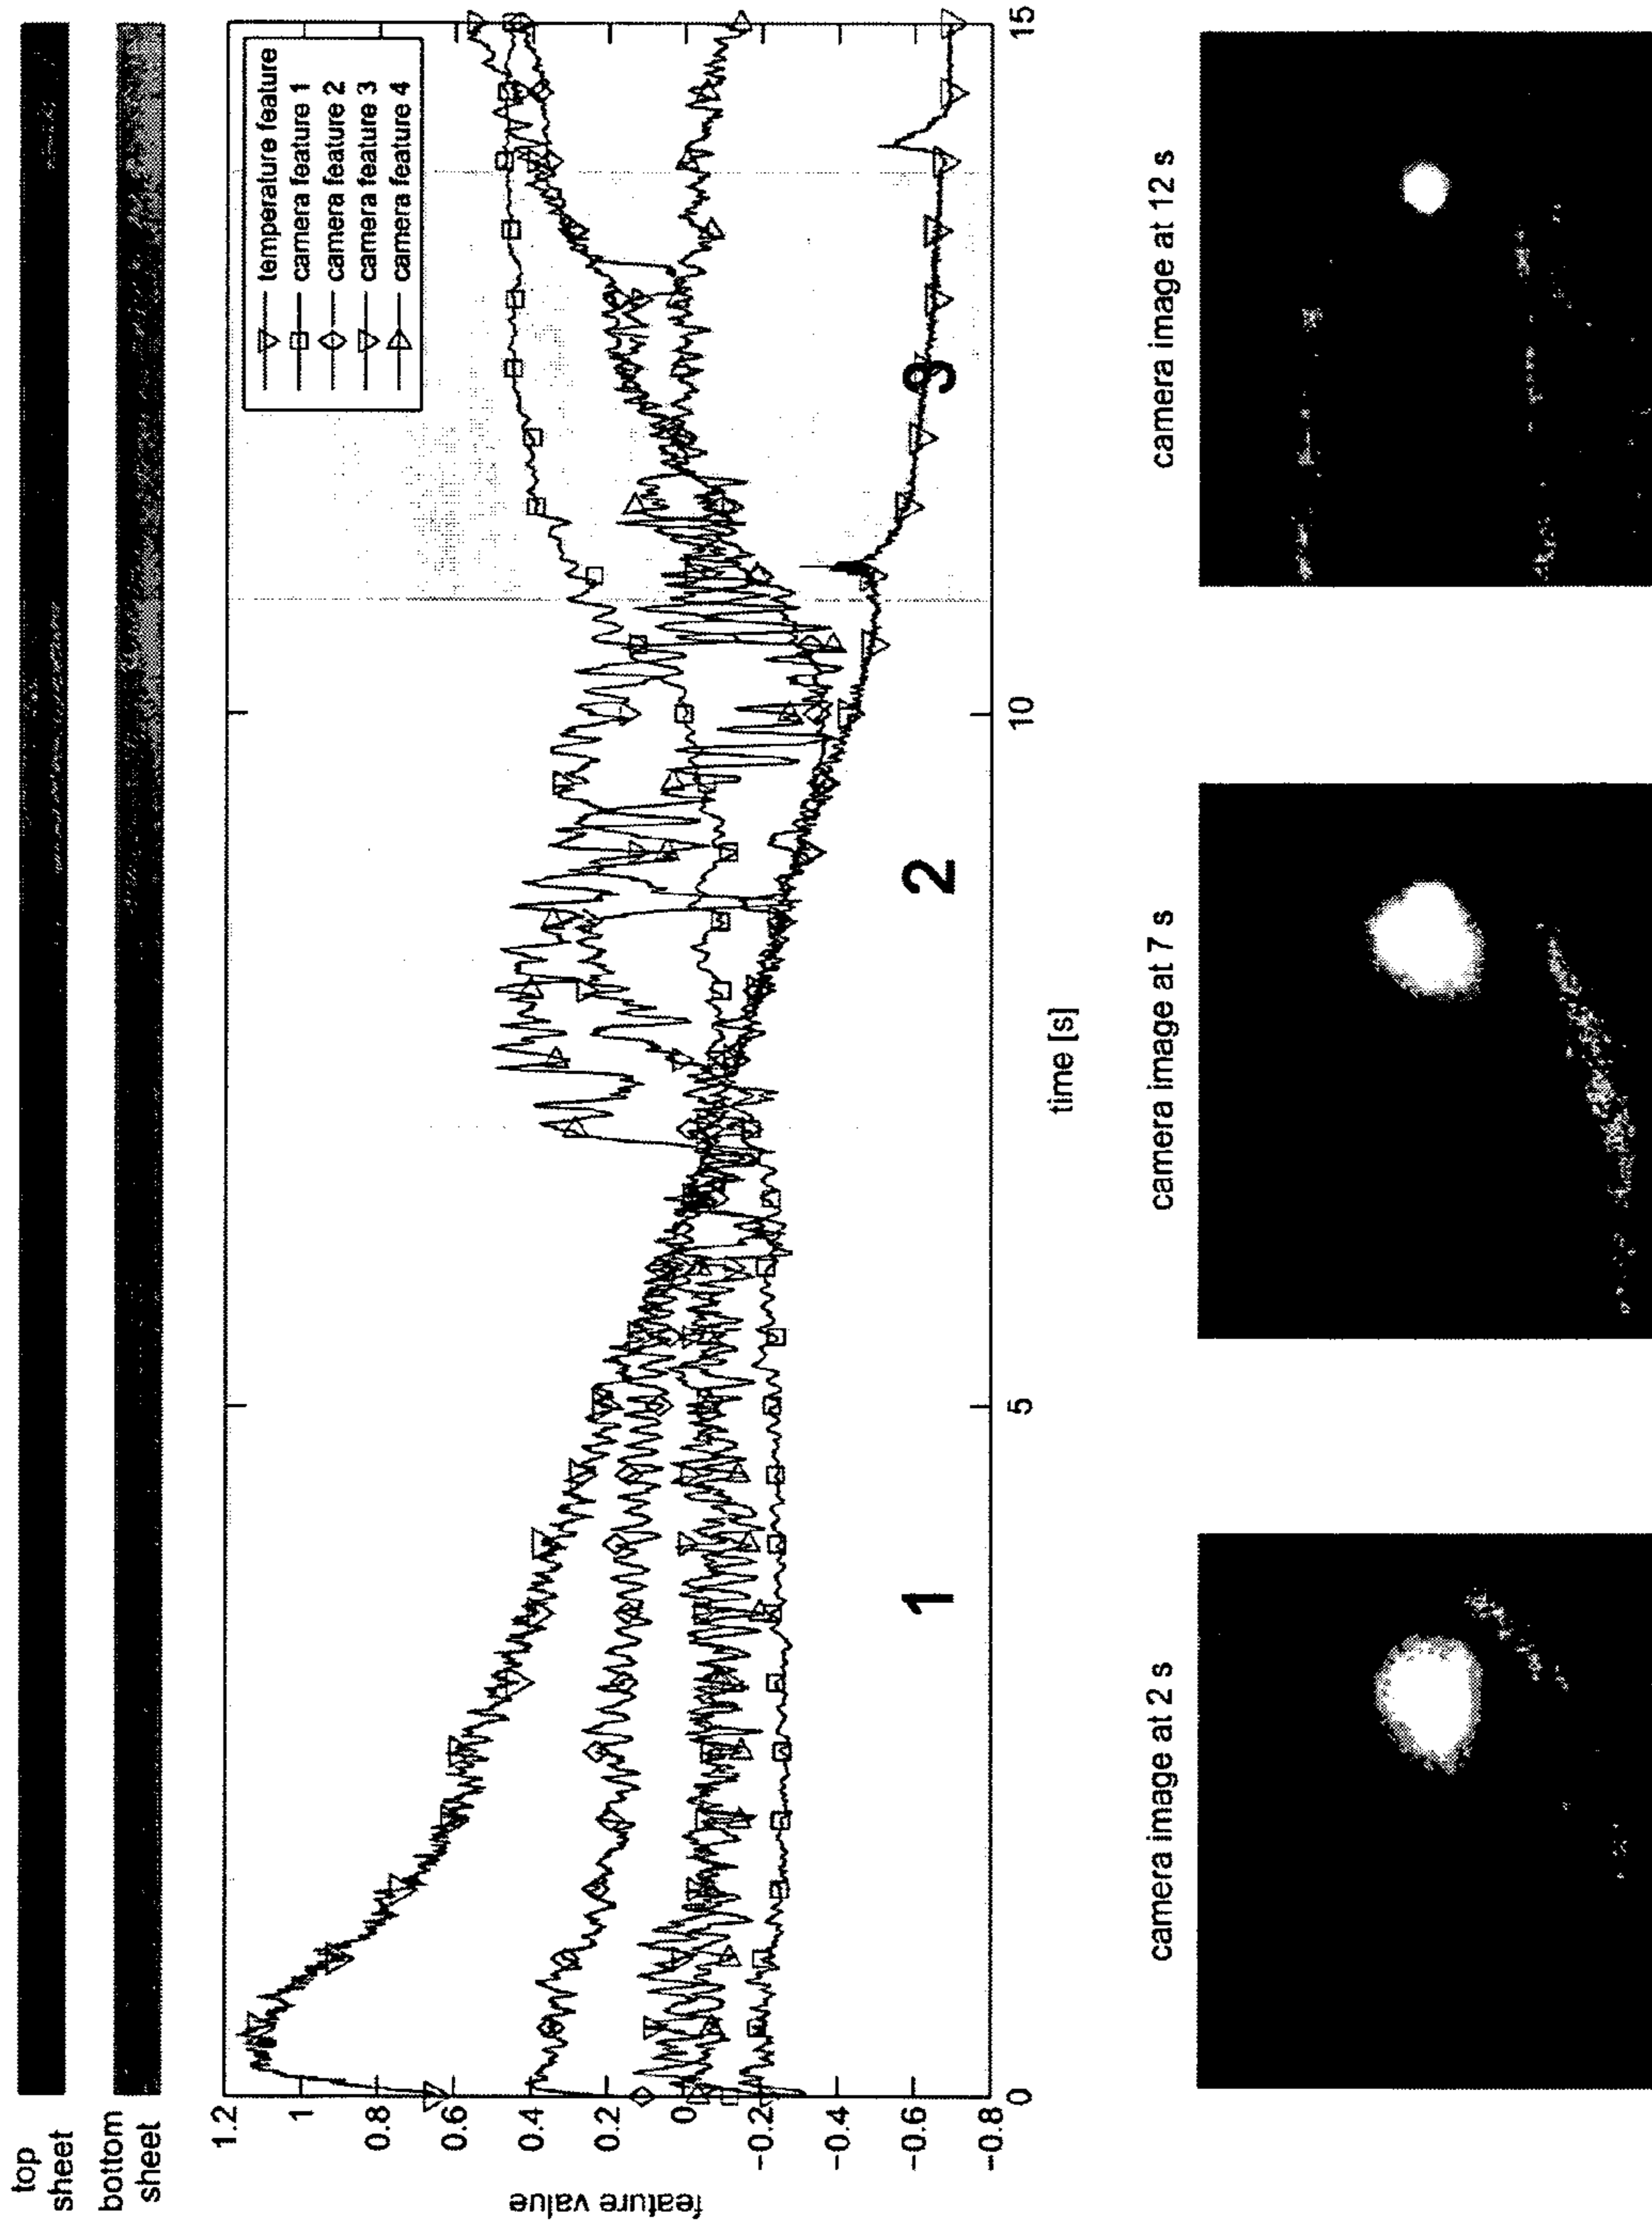 top
sheet
bottom
sheet
1.2
1
0.8
0.6
0.4
0.2
0
-0.2
-0.4
-0.6
-0.8
feature value
0
5
10
15
time [s]
temperature feature
camera feature 1
camera feature 2
camera feature 3
camera feature 4
1
2
3
camera image at 2 s
camera image at 7 s
camera image at 12 s